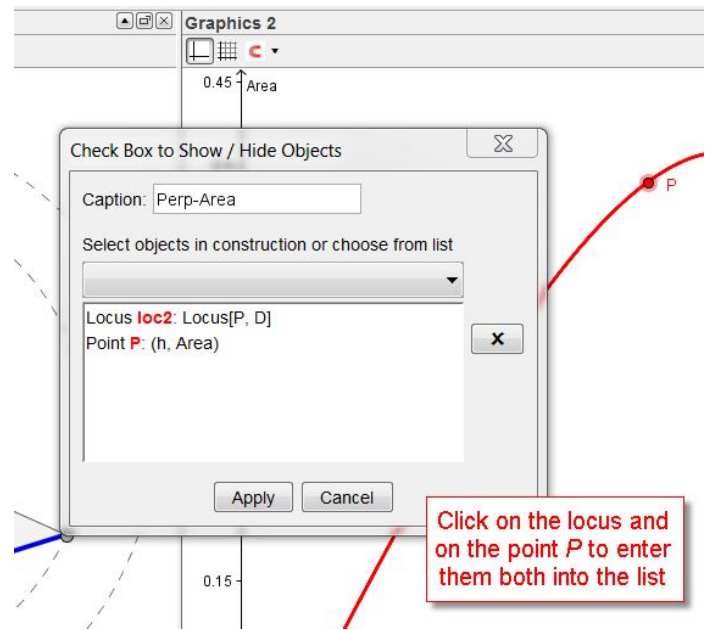 Graphics 2
0.45
Area
Check Box to Show / Hide Objects
P
Caption: Perp-Area
Select objects in construction or choose from list
Locus loc2: Locus[P, D]
Point P: (h, Area)
x
Apply
Cancel
Click on the locus and
on the point P to enter
them both into the list
0.15